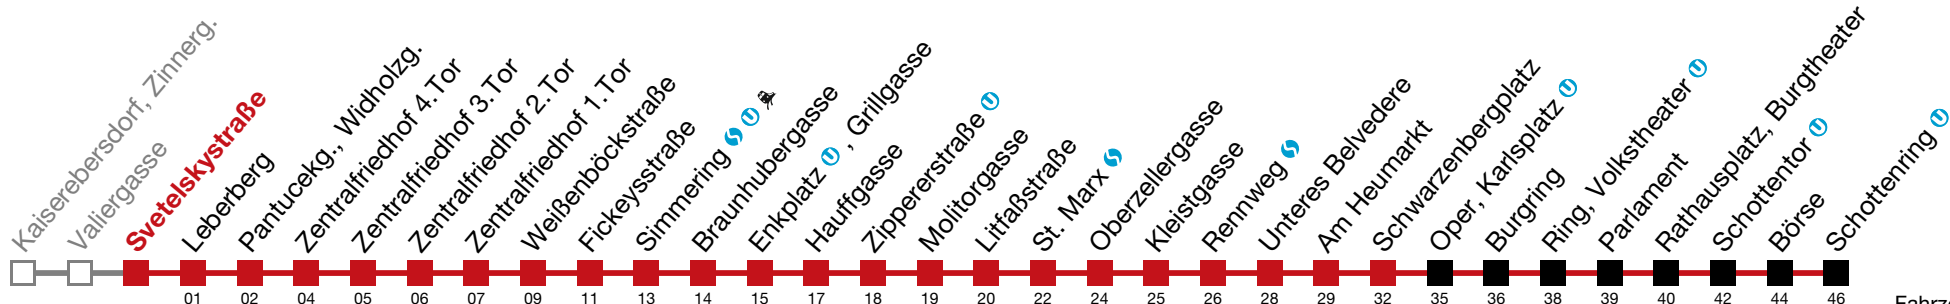 Kaiserebersdorf, Zinnerg.
Valiergasse
Svetelskystraße
Leberberg
Pantucekg., Widholzg.
Zentralfriedhof 4.Tor
Zentralfriedhof 3.Tor
Zentralfriedhof 2.Tor
Zentralfriedhof 1.Tor
Weißenböckstraße
Fickeysstraße
Simmering S U
Braunhubergasse
Enkplatz U , Grillgasse
Hauffgasse
Zippererstraße U
Molitorgasse
Litfaßstraße
St. Marx S
Oberzellergasse
Kleistgasse
Rennweg S
Unteres Belvedere
Am Heumarkt
Schwarzenbergplatz
Oper, Karlsplatz U
Burgring
Ring, Volkstheater U
Parlament
Rathausplatz, Burgtheater
Schottentor U
Börse
Schottenring U
01 02 04 05 06 07 09 11 13 14 15 17 18 19 20 22 24 25 26 28 29 32 35 36 38 39 40 42 44 46